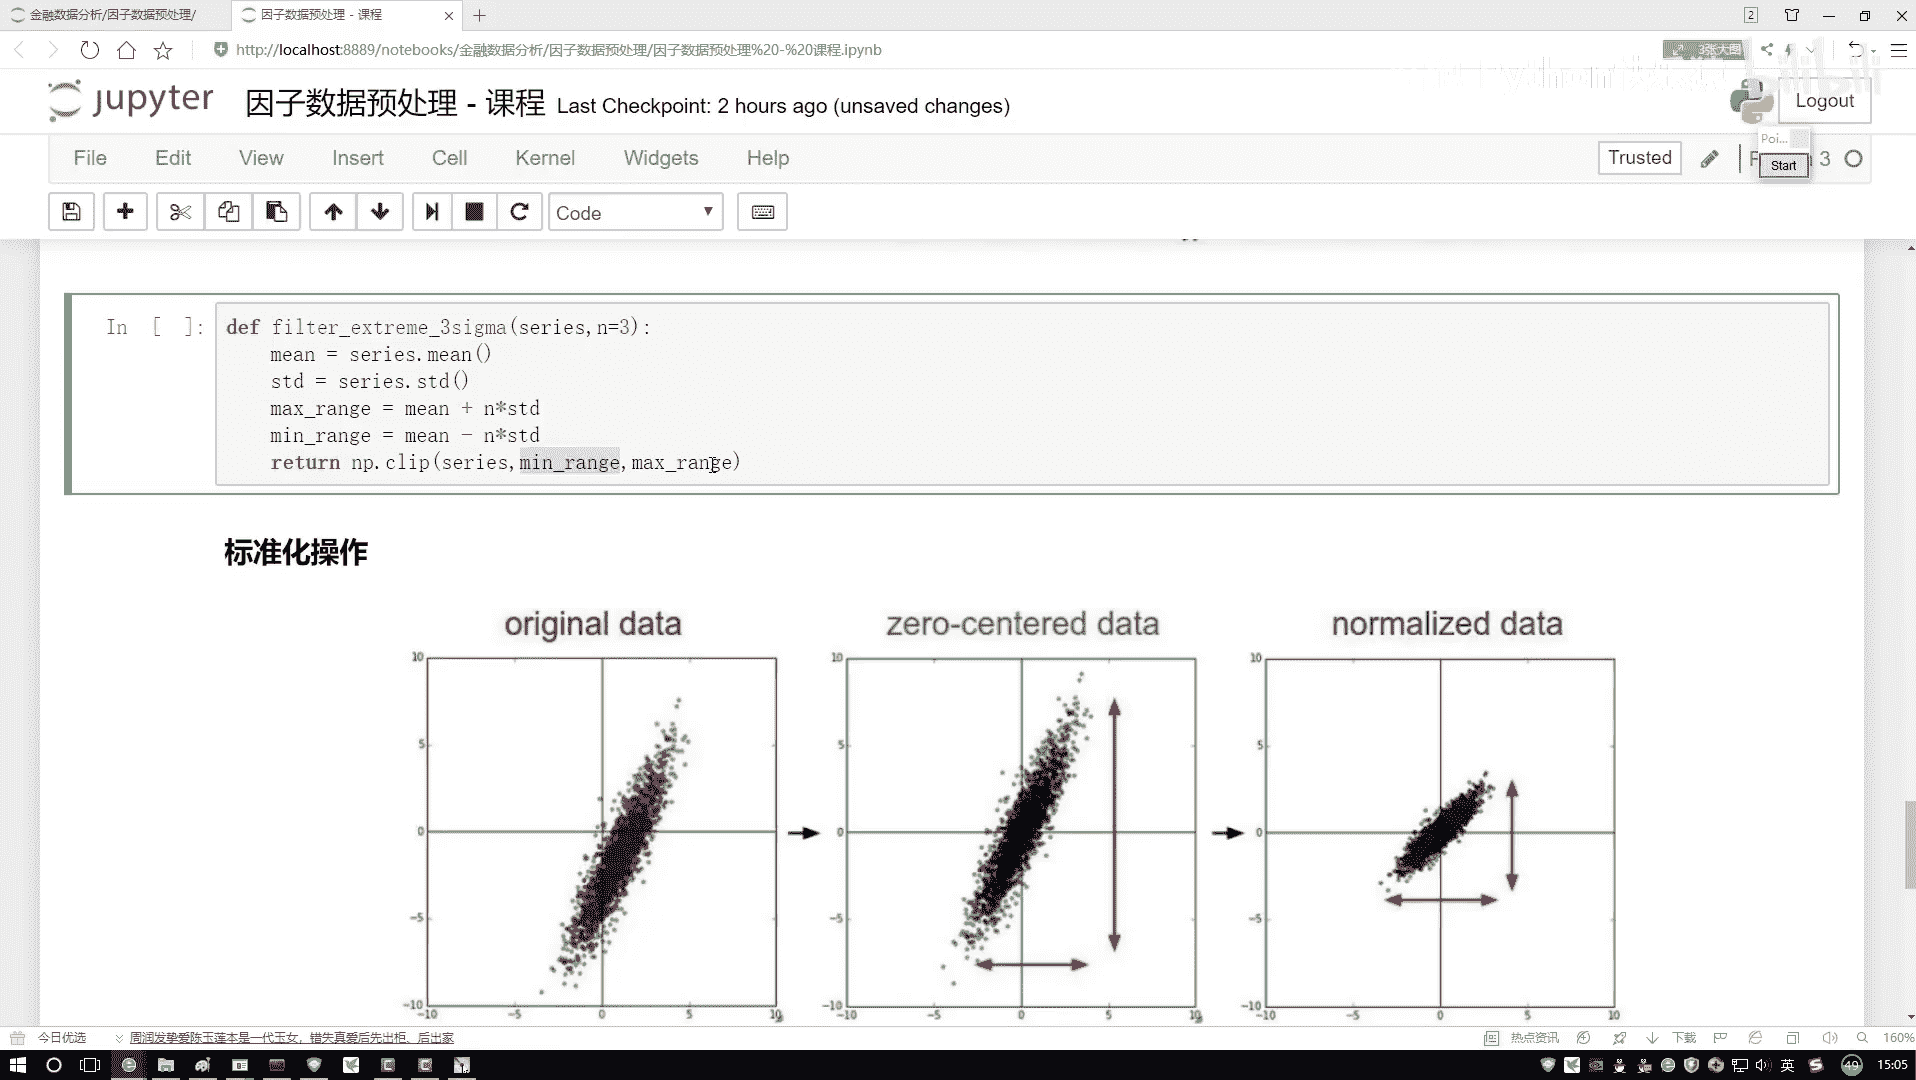 金融数据分析/因子数据预处理/
因子数据预处理 - 课程
2
http://localhost:8889/notebooks/金融数据分析/因子数据预处理/因子数据预处理%20-%20课程.ipynb
3张大图
bilibili
jupyter 因子数据预处理 - 课程 Last Checkpoint: 2 hours ago (unsaved changes)
Logout
Poi...
File Edit View Insert Cell Kernel Widgets Help
Trusted
Start
3
Code
In [ ]:
def filter_extreme_3sigma(series,n=3):
mean = series.mean()
std = series.std()
max_range = mean + n*std
min_range = mean - n*std
return np.clip(series,min_range,max_range)
标准化操作
original data zero-centered data normalized data
10 10 10
5 5 5
0 0 0
-5 -5 -5
-10 -10 -10
-10 -5 0 5 10 -10 -5 0 5 10 -10 -5 0 5 10
今日优选 周润发挚爱陈玉莲本是一代玉女，错失真爱后先出柜、后出家
热点资讯 下载 160%
英 49 15:05